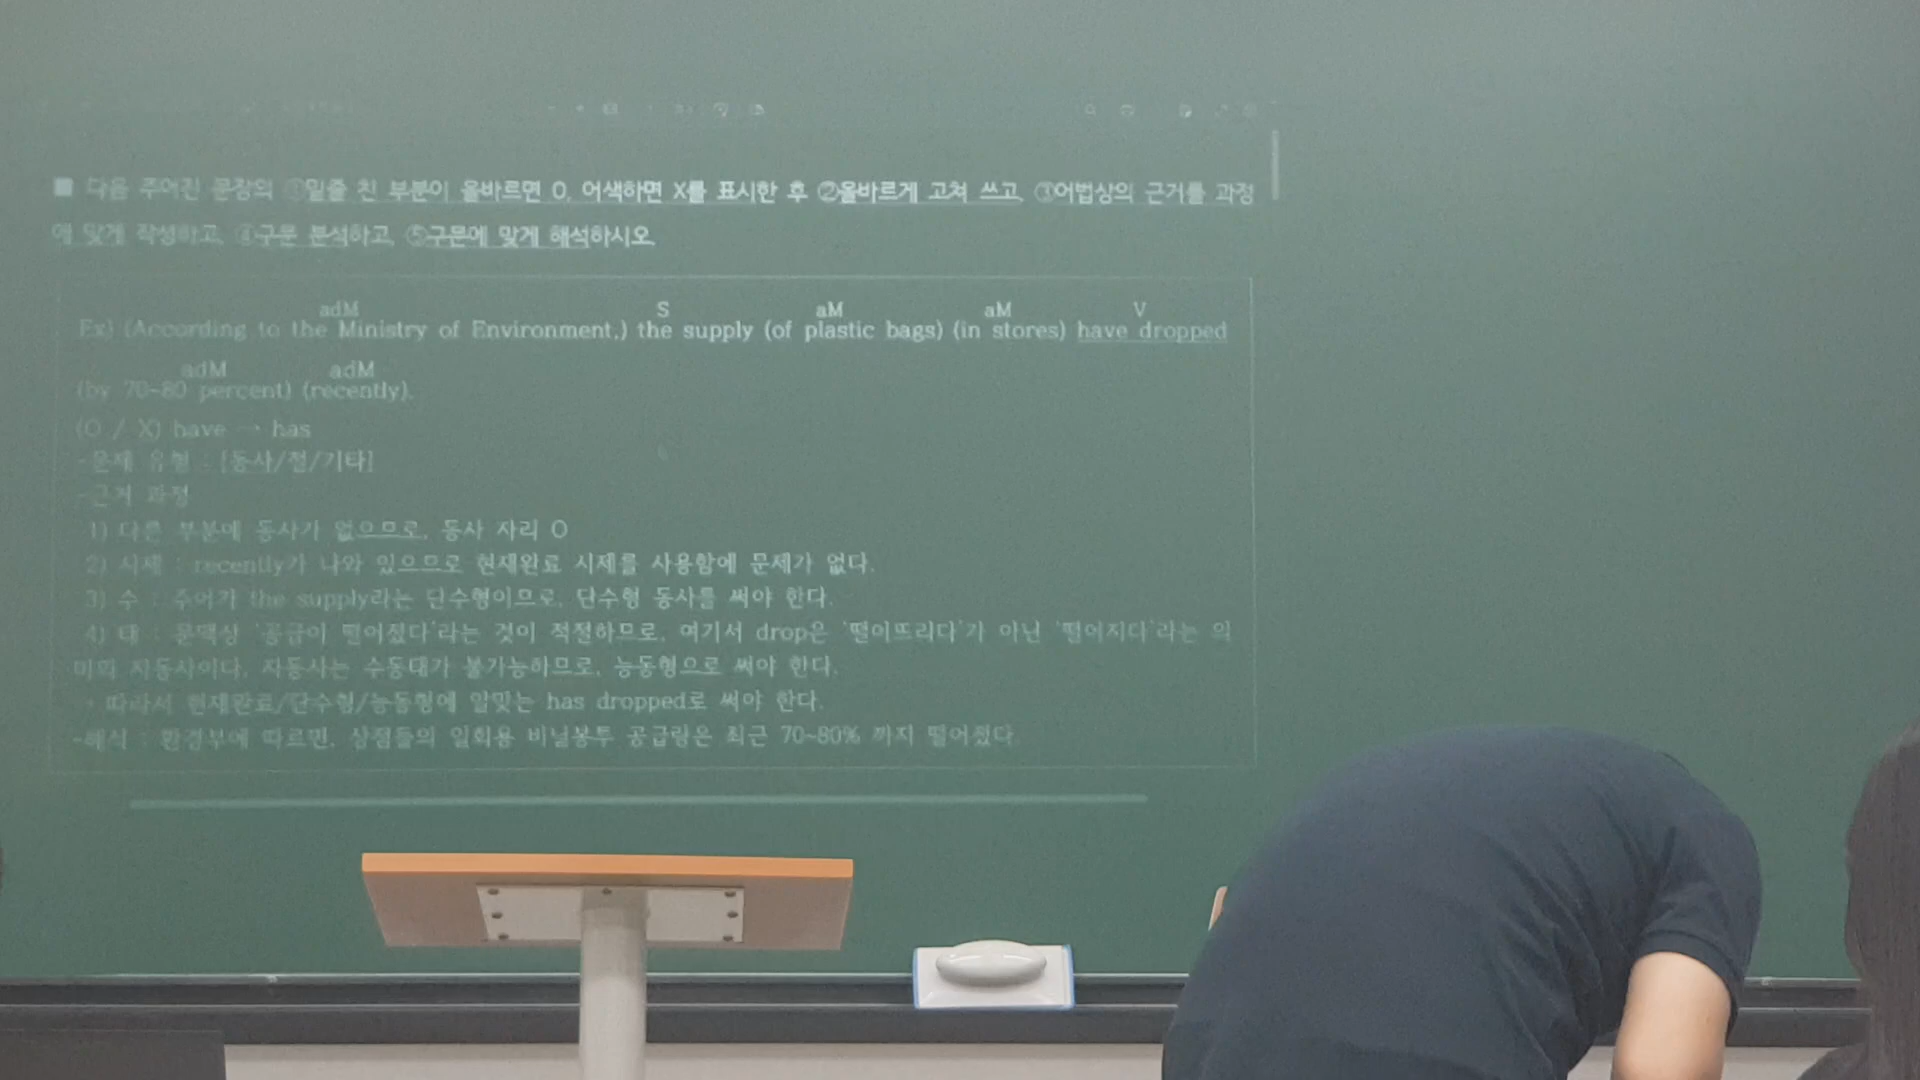 ■ 다음 주어진 문장의 ①밑줄 친 부분이 올바르면 O, 어색하면 X를 표시한 후 ②올바르게 고쳐 쓰고, ③어법상의 근거를 과정
에 맞게 작성하고, ④구문 분석하고, ⑤구문에 맞게 해석하시오.
adM S aM aM V
Ex) (According to the Ministry of Environment,) the supply (of plastic bags) (in stores) have dropped
adM adM
(by 70~80 percent) (recently).
(O / X) have → has
-문제 유형 : [동사/절/기타]
-근거 과정
1) 다른 부분에 동사가 없으므로, 동사 자리 O
2) 시제 : recently가 나와 있으므로 현재완료 시제를 사용함에 문제가 없다.
3) 수 : 주어가 the supply라는 단수형이므로, 단수형 동사를 써야 한다.
4) 태 : 문맥상 '공급이 떨어졌다'라는 것이 적절하므로, 여기서 drop은 '떨어뜨리다'가 아닌 '떨어지다'라는 의
미의 자동사이다. 자동사는 수동태가 불가능하므로, 능동형으로 써야 한다.
따라서 현재완료/단수형/능동형에 알맞는 has dropped로 써야 한다.
-해석 : 환경부에 따르면, 상점들의 일회용 비닐봉투 공급량은 최근 70~80% 까지 떨어졌다.